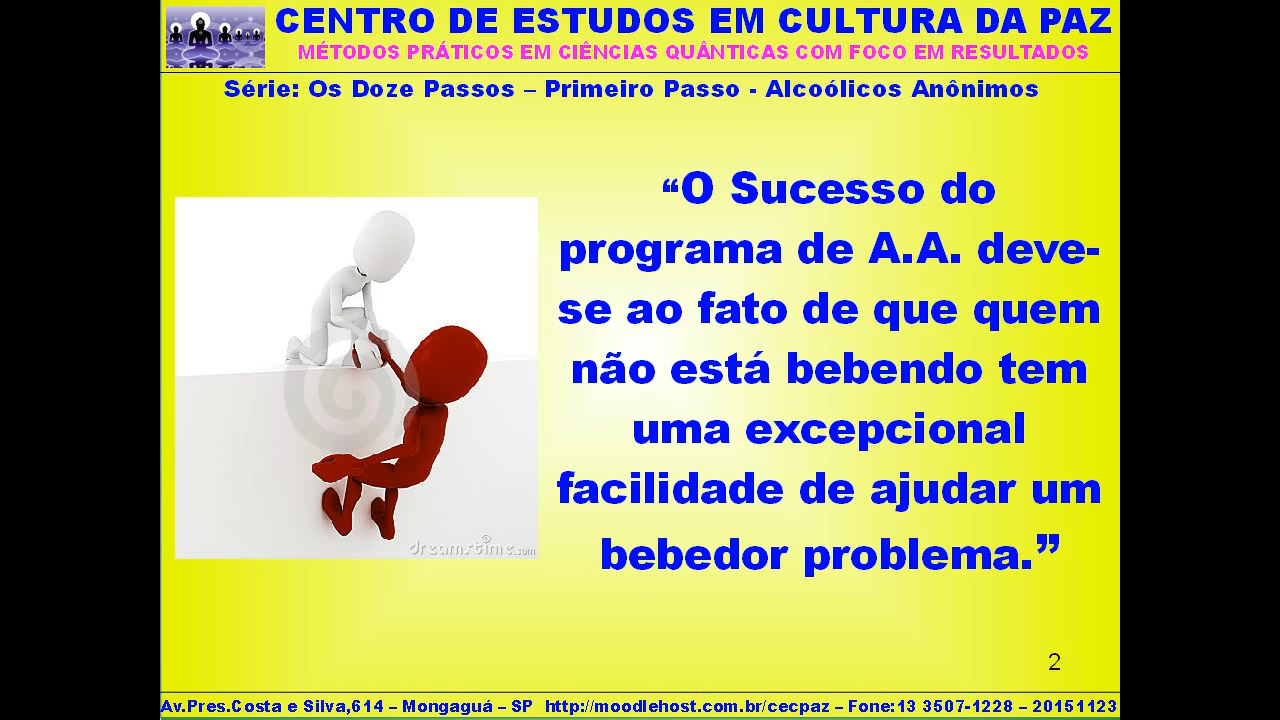 CENTRO DE ESTUDOS EM CULTURA DA PAZ
MÉTODOS PRÁTICOS EM CIÊNCIAS QUÂNTICAS COM FOCO EM RESULTADOS
Série: Os Doze Passos – Primeiro Passo - Alcoólicos Anônimos
“O Sucesso do
programa de A.A. deve-
se ao fato de que quem
não está bebendo tem
uma excepcional
facilidade de ajudar um
bebedor problema.”
dreamstime.com
2
Av.Pres.Costa e Silva,614 – Mongaguá – SP http://moodlehost.com.br/cecpaz – Fone:13 3507-1228 – 20151123